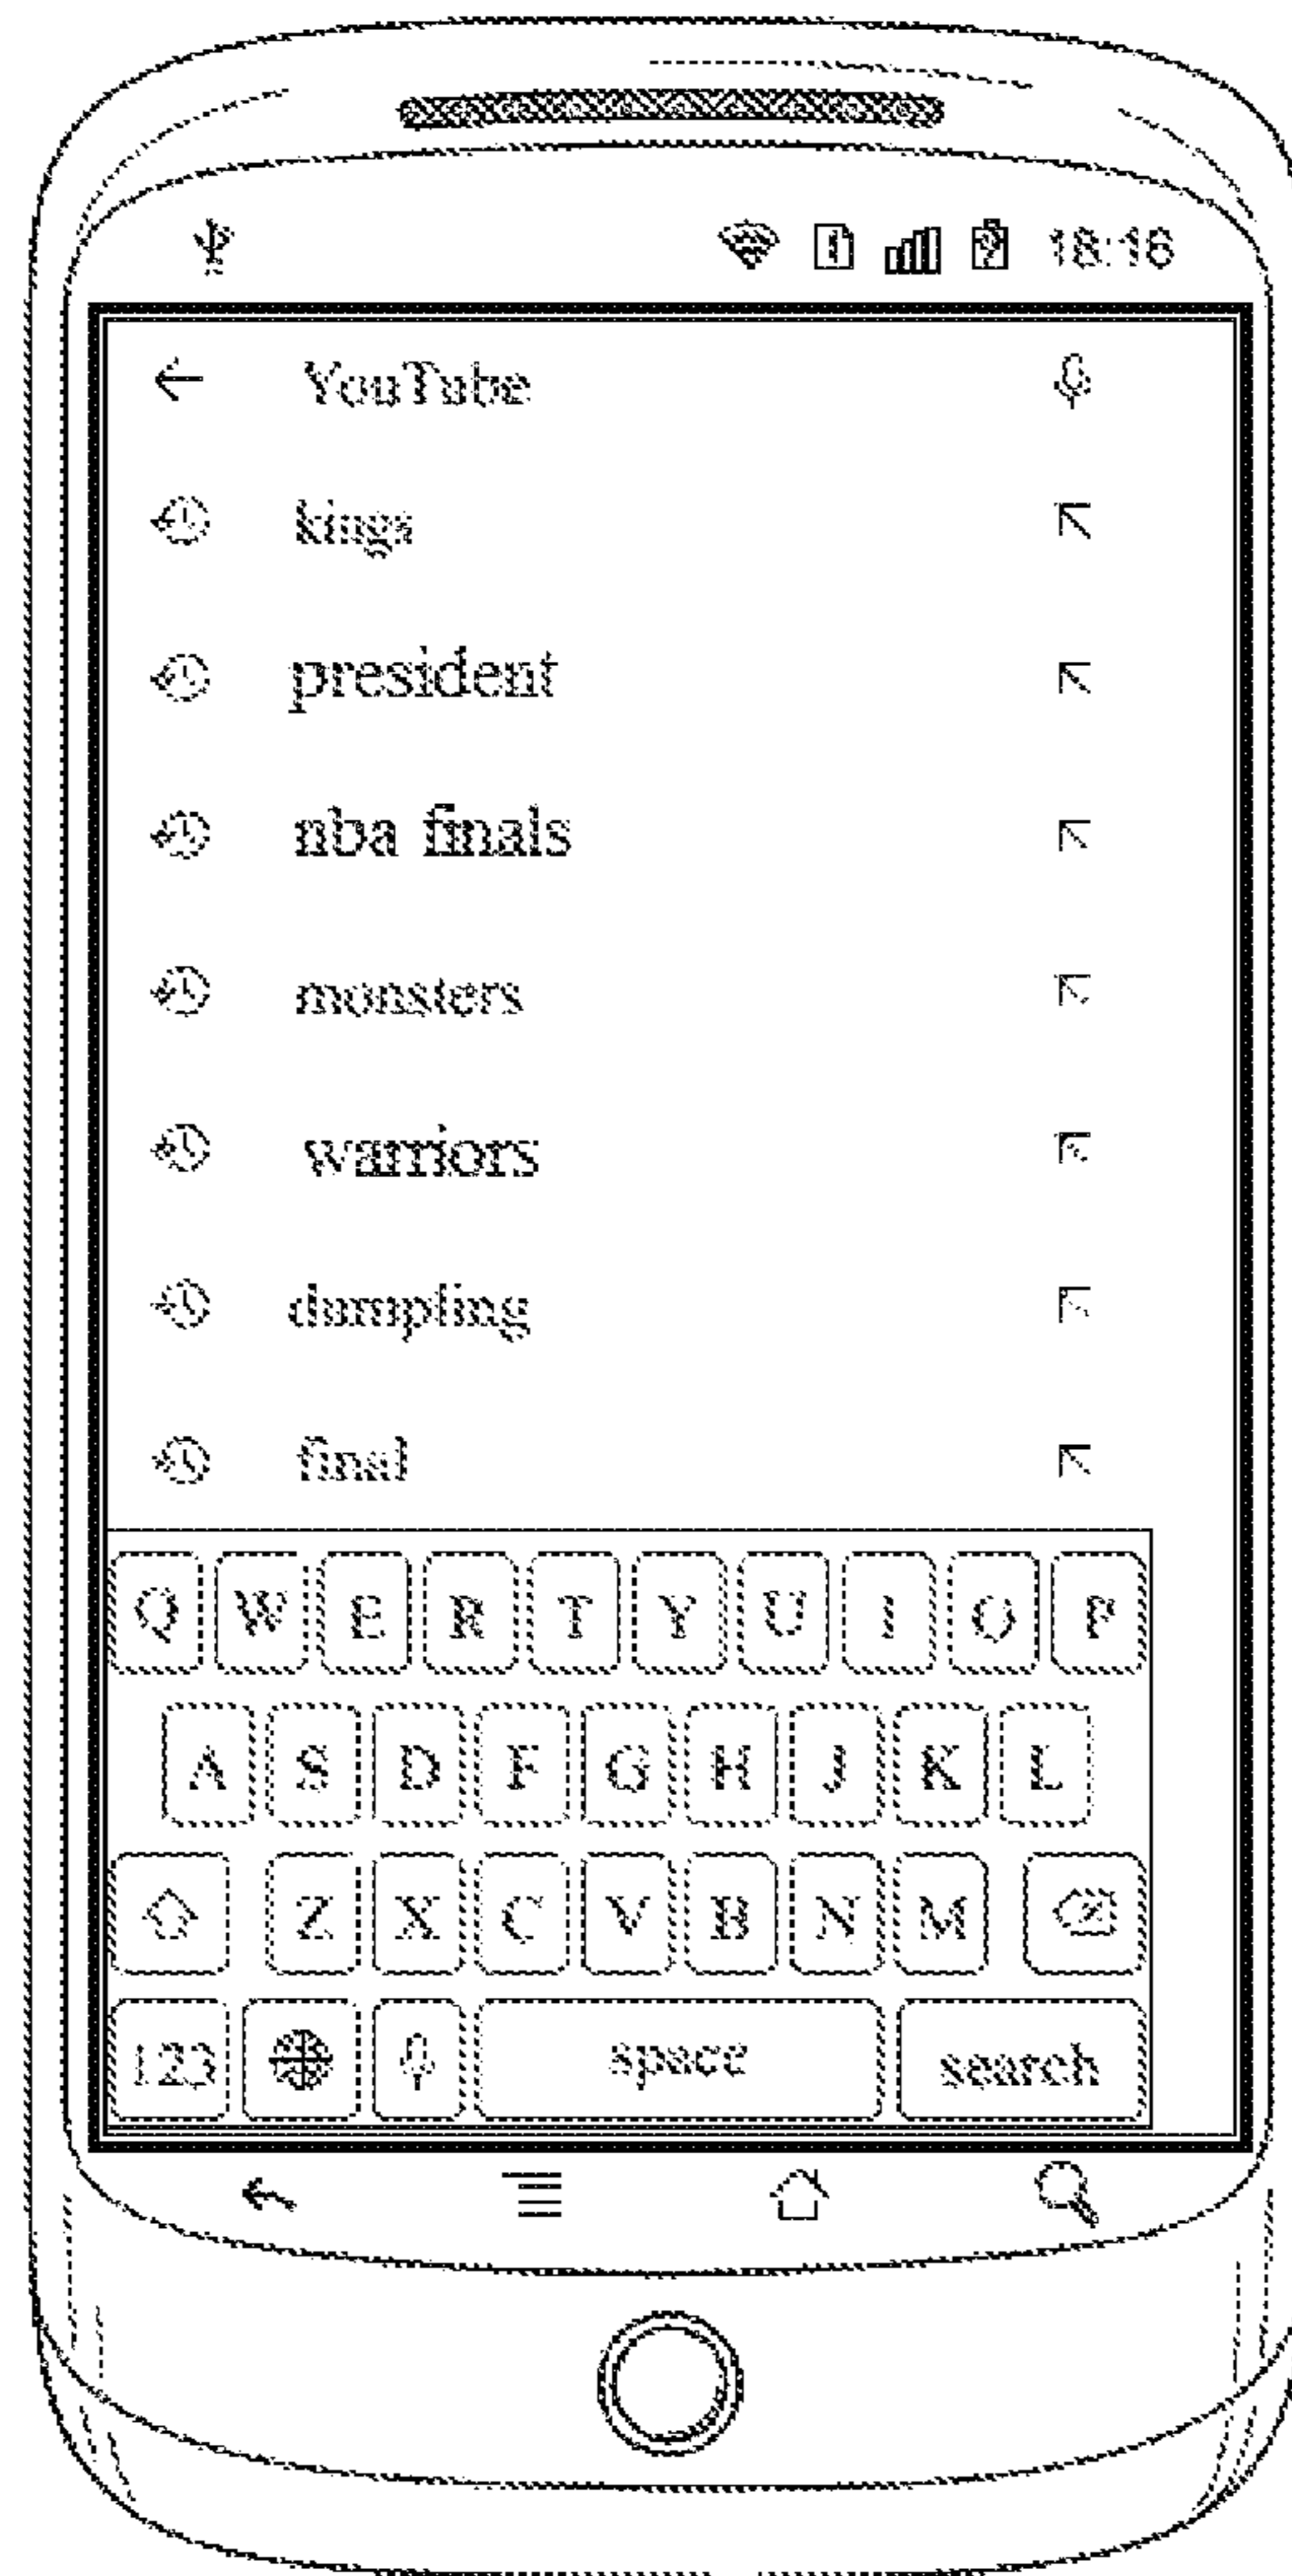 18:16
YouTube
kings
president
nba finals
monsters
warriors
dumpling
final
Q W E R T Y U I O P
A S D F G H J K L
Z X C V B N M
123 space search